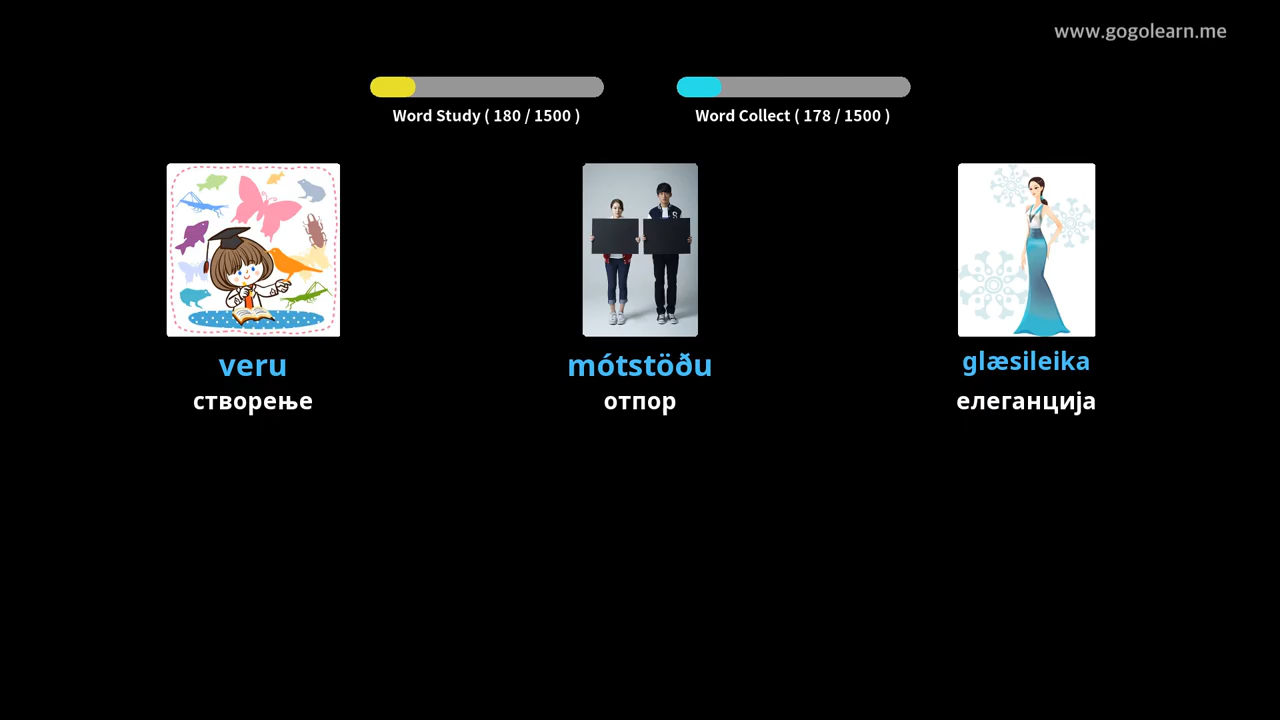 www.gogolearn.me
Word Study ( 180 / 1500 )
Word Collect ( 178 / 1500 )
veru
mótstöðu
glæsileika
створење
отпор
елеганција